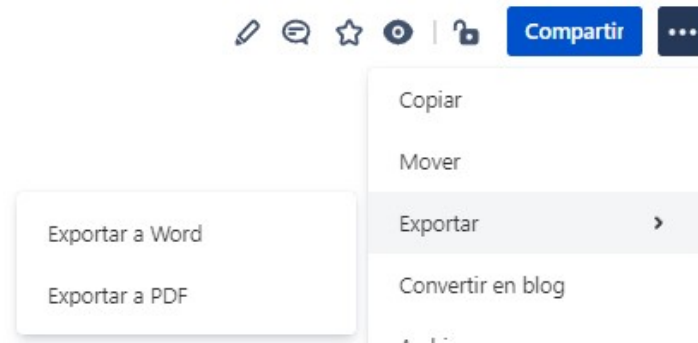 Compartir
Copiar
Mover
Exportar
Exportar a Word
Exportar a PDF
Convertir en blog